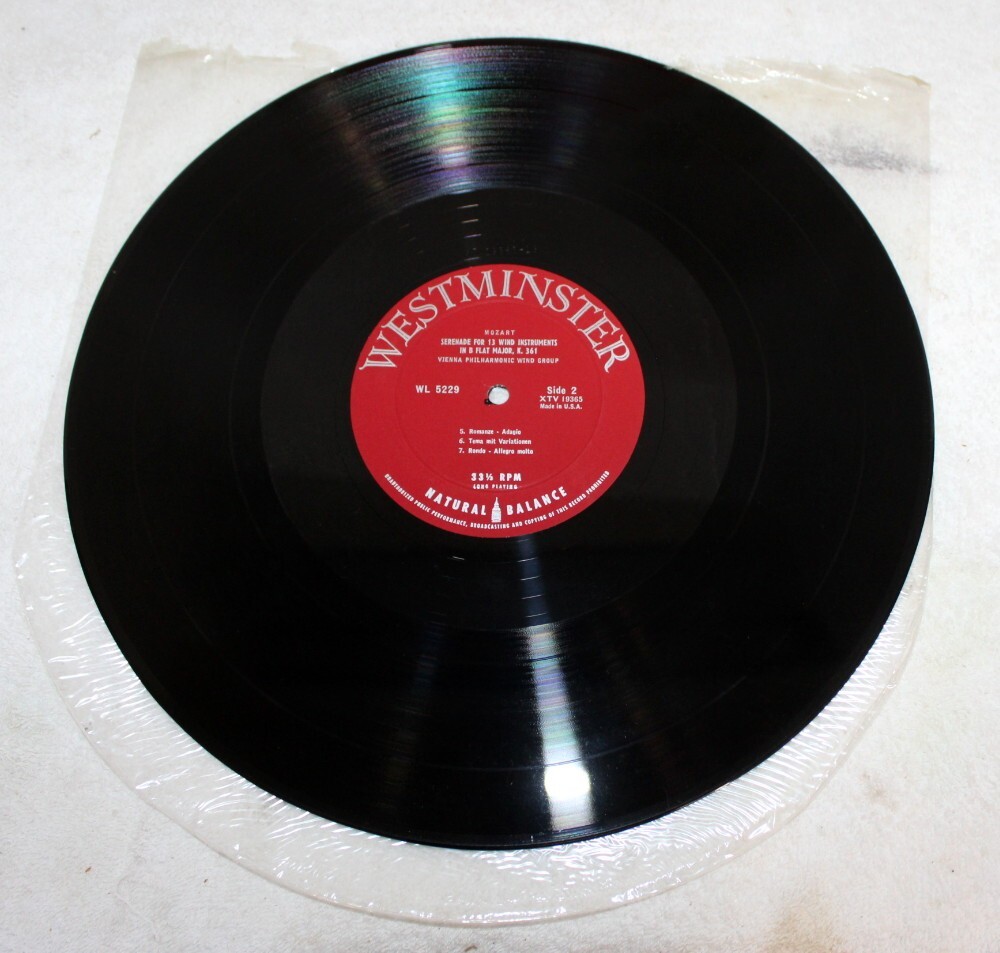 WESTMINSTER
MOZART
SERENADE FOR 13 WIND INSTRUMENTS
IN B FLAT MAJOR, K. 361
VIENNA PHILHARMONIC WIND GROUP
WL 5229
Side 2
XTV 19365
Made in U.S.A.
5. Romanze - Adagio
6. Tema mit Variationen
7. Rondo - Allegro molto
33⅓ RPM
LONG PLAYING
NATURAL BALANCE
UNAUTHORIZED PUBLIC PERFORMANCE, BROADCASTING AND COPYING OF THIS RECORD PROHIBITED